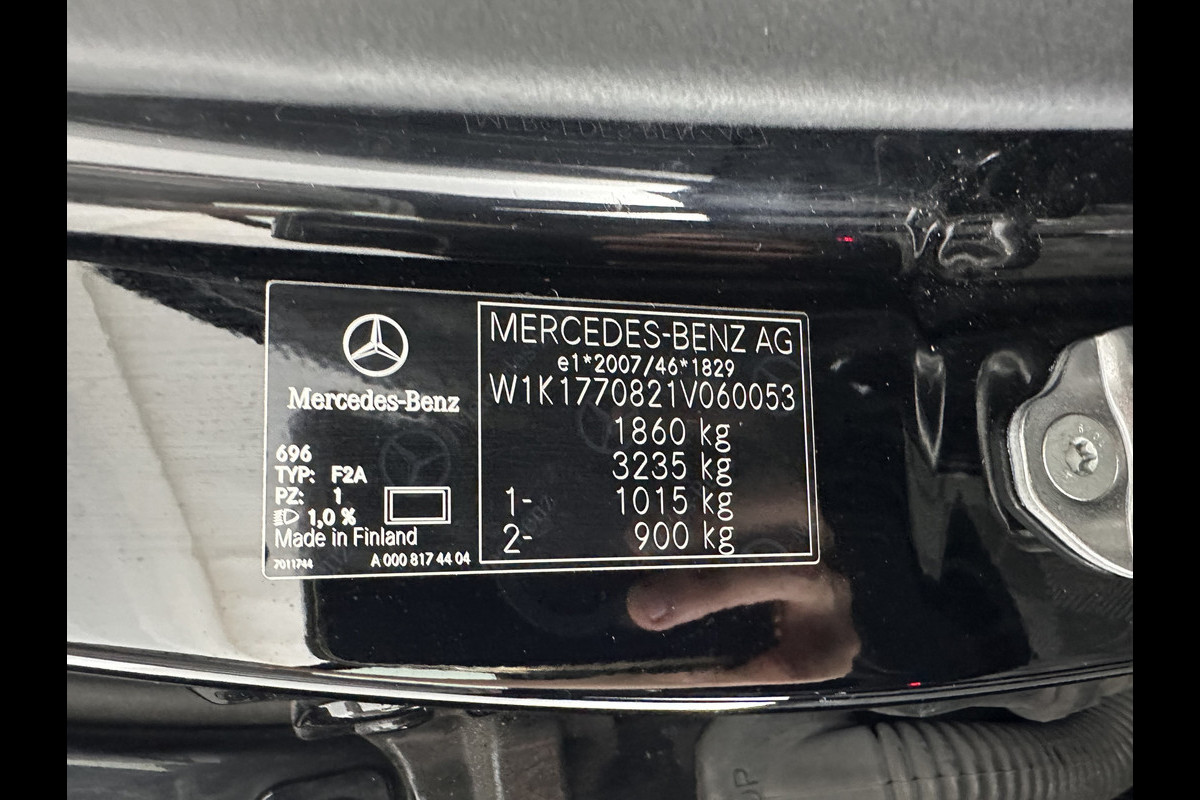 Mercedes-Benz
696
TYP: F2A
PZ: 1
1,0 %
Made in Finland
7011744
A 000 817 44 04
MERCEDES-BENZ AG
e1*2007/46*1829
W1K1770821V060053
1860 kg
3235 kg
1- 1015 kg
2- 900 kg